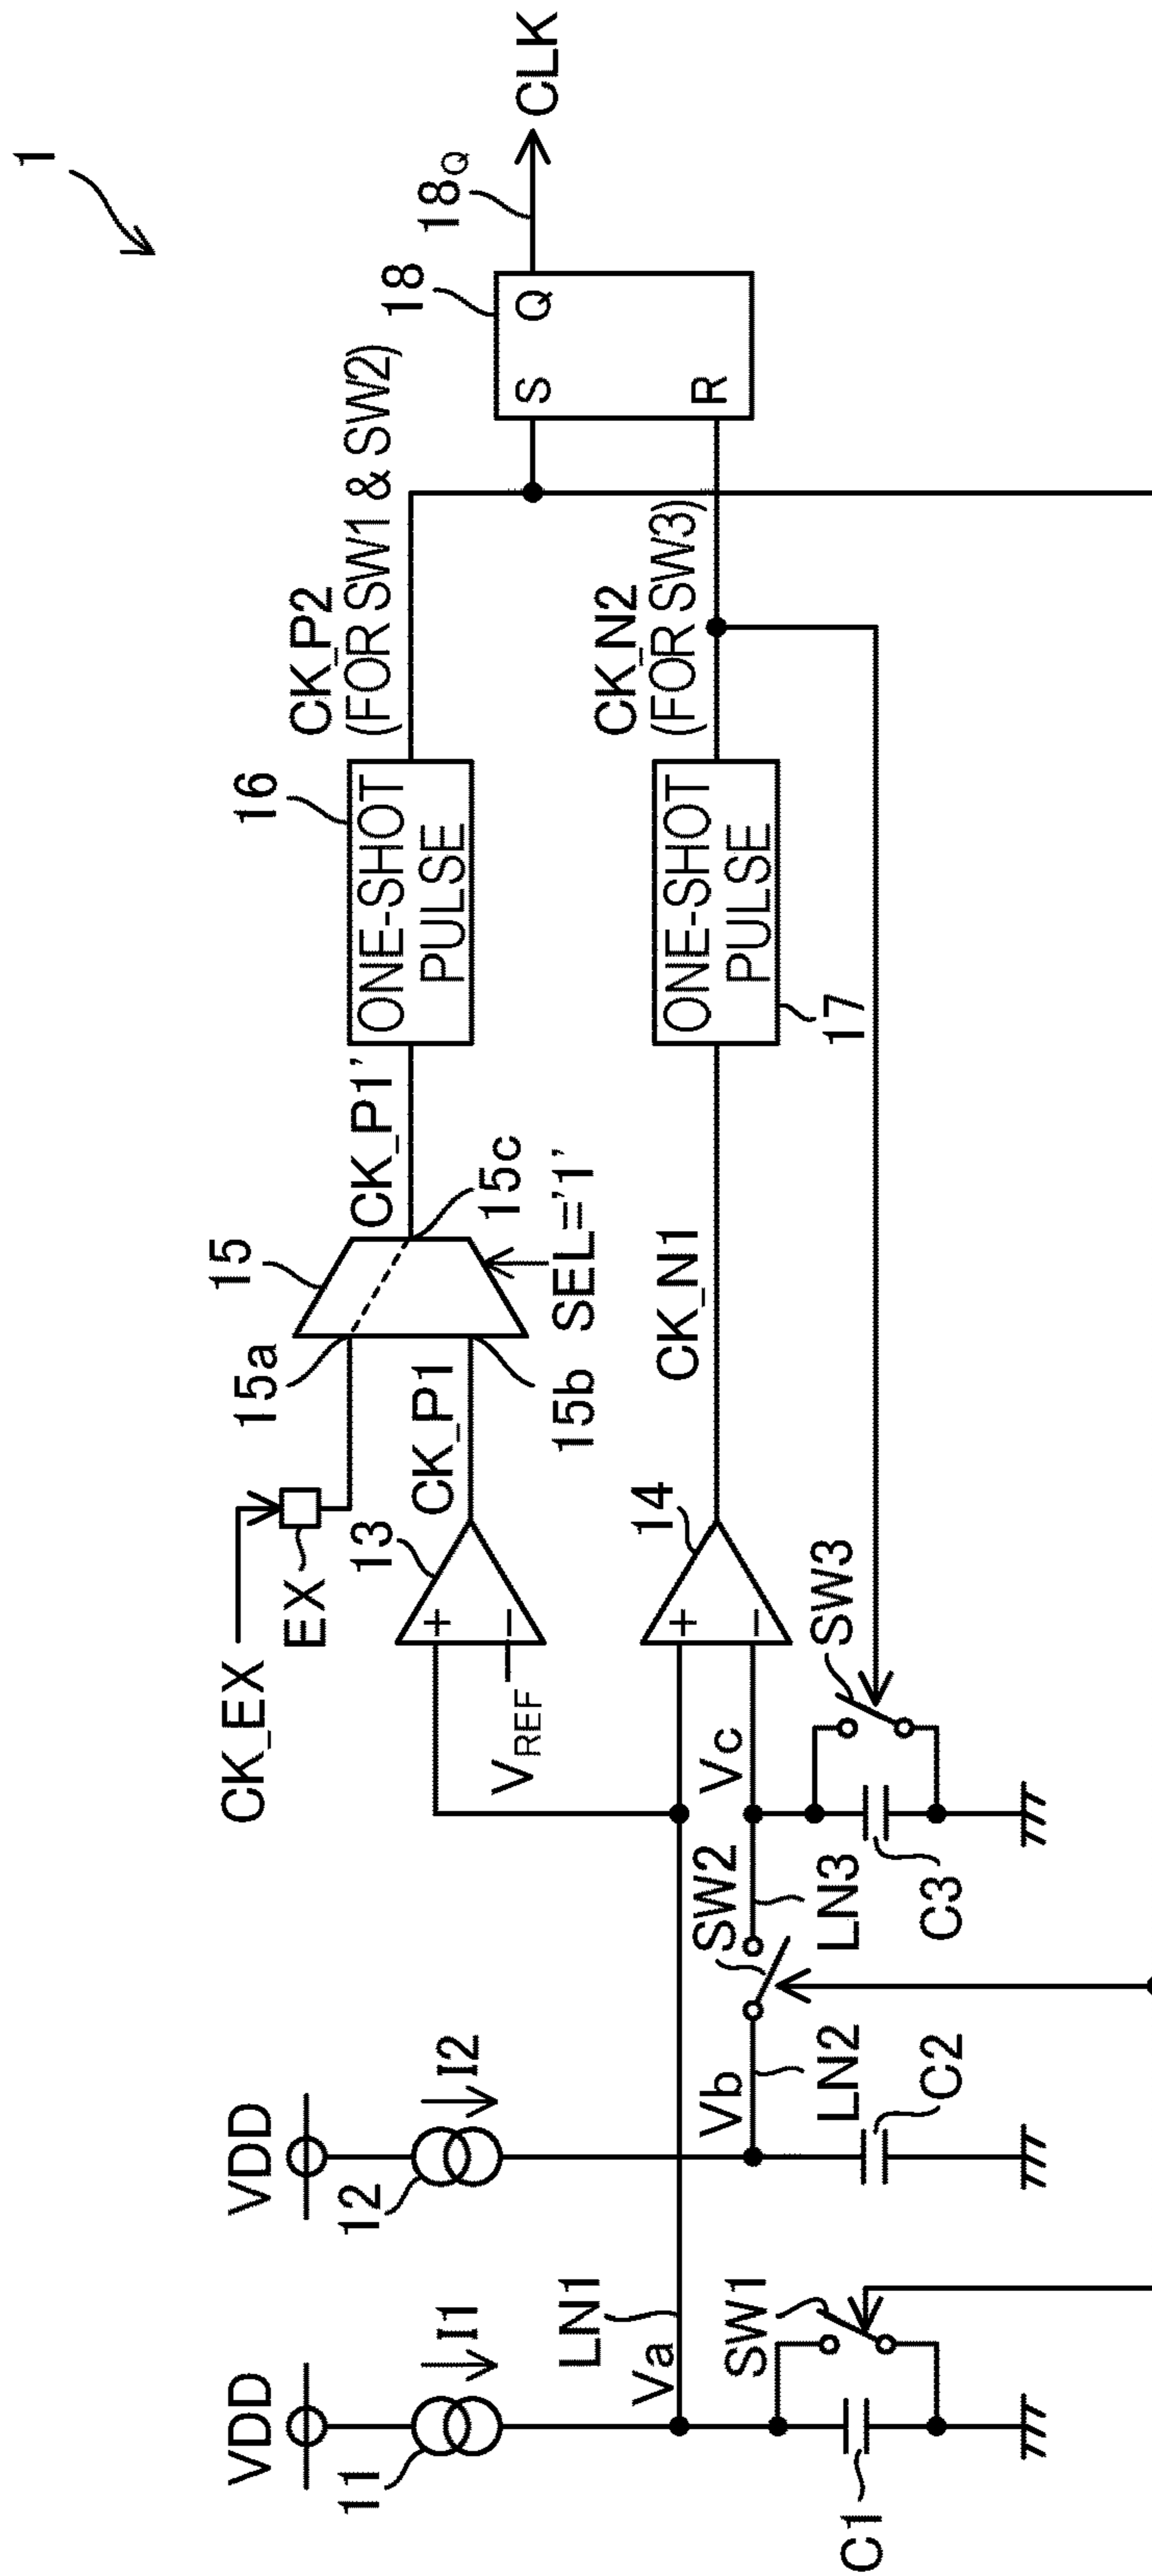 1
CK_EX
EX
15a
15
CK_P1'
15c
SEL='1'
15b
CK_P1
16
ONE-SHOT
PULSE
CK_P2
(FOR SW1 & SW2)
18
S
Q
R
18Q
CLK
VDD
11
I1
VDD
12
I2
13
+
−
VREF
14
+
−
CK_N1
ONE-SHOT
PULSE
17
CK_N2
(FOR SW3)
LN1
Va
SW1
C1
Vb
LN2
C2
SW2
LN3
Vc
C3
SW3